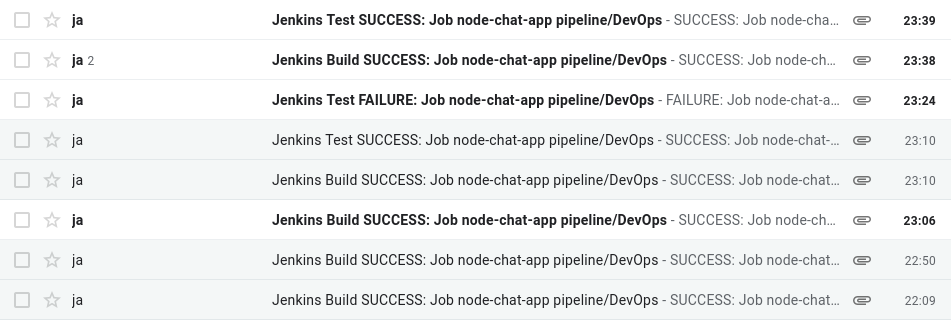 ja Jenkins Test SUCCESS: Job node-chat-app pipeline/DevOps - SUCCESS: Job node-cha… 23:39
ja 2 Jenkins Build SUCCESS: Job node-chat-app pipeline/DevOps - SUCCESS: Job node-ch… 23:38
ja Jenkins Test FAILURE: Job node-chat-app pipeline/DevOps - FAILURE: Job node-chat-a… 23:24
ja Jenkins Test SUCCESS: Job node-chat-app pipeline/DevOps - SUCCESS: Job node-chat-… 23:10
ja Jenkins Build SUCCESS: Job node-chat-app pipeline/DevOps - SUCCESS: Job node-chat… 23:10
ja Jenkins Build SUCCESS: Job node-chat-app pipeline/DevOps - SUCCESS: Job node-ch… 23:06
ja Jenkins Build SUCCESS: Job node-chat-app pipeline/DevOps - SUCCESS: Job node-chat… 22:50
ja Jenkins Build SUCCESS: Job node-chat-app pipeline/DevOps - SUCCESS: Job node-chat… 22:09